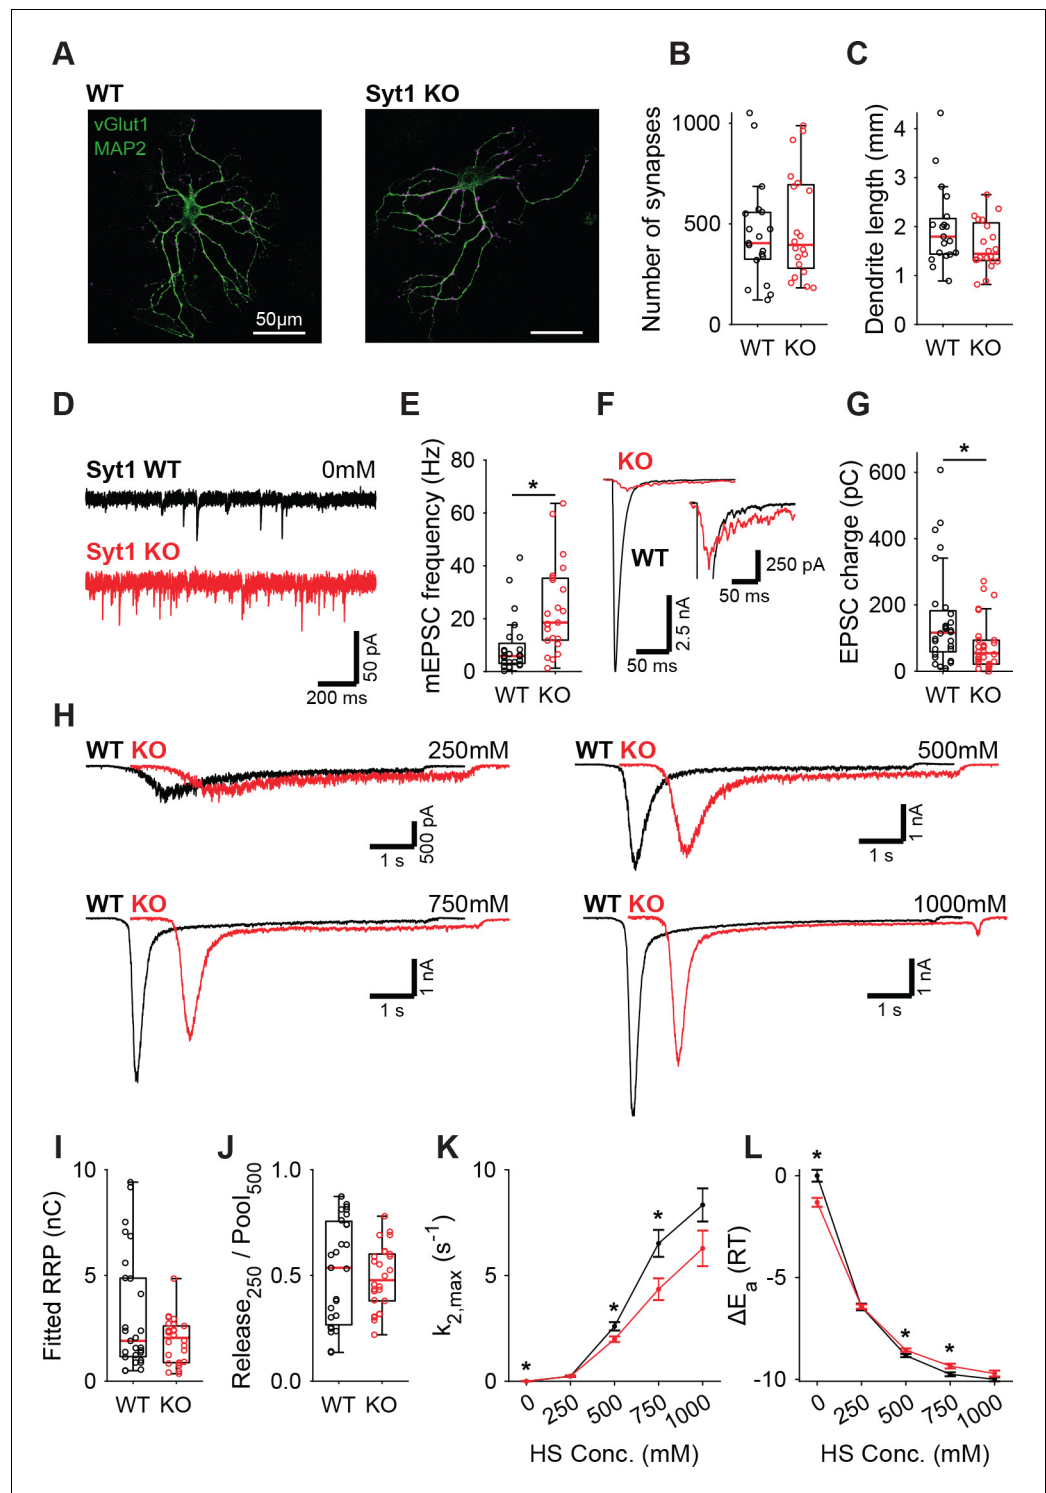 A
B
C
WT
Syt1 KO
vGlut1
MAP2
50µm
Number of synapses
1000
500
0
WT KO
Dendrite length (mm)
4
3
2
1
0
WT KO
D
E
F
G
Syt1 WT
0mM
Syt1 KO
50 pA
200 ms
mEPSC frequency (Hz)
80
60
40
20
0
*
WT KO
KO
WT
250 pA
50 ms
2.5 nA
50 ms
EPSC charge (pC)
600
400
200
0
*
WT KO
H
WT KO
250mM
500 pA
1 s
WT KO
500mM
1 nA
1 s
WT KO
750mM
1 nA
1 s
WT KO
1000mM
1 nA
1 s
I
J
K
L
Fitted RRP (nC)
10
5
0
WT KO
Release250 / Pool500
1.0
0.5
0.0
WT KO
k2,max (s-1)
10
5
0
* * *
0 250 500 750 1000
HS Conc. (mM)
ΔEa (RT)
0
-5
-10
* * *
0 250 500 750 1000
HS Conc. (mM)